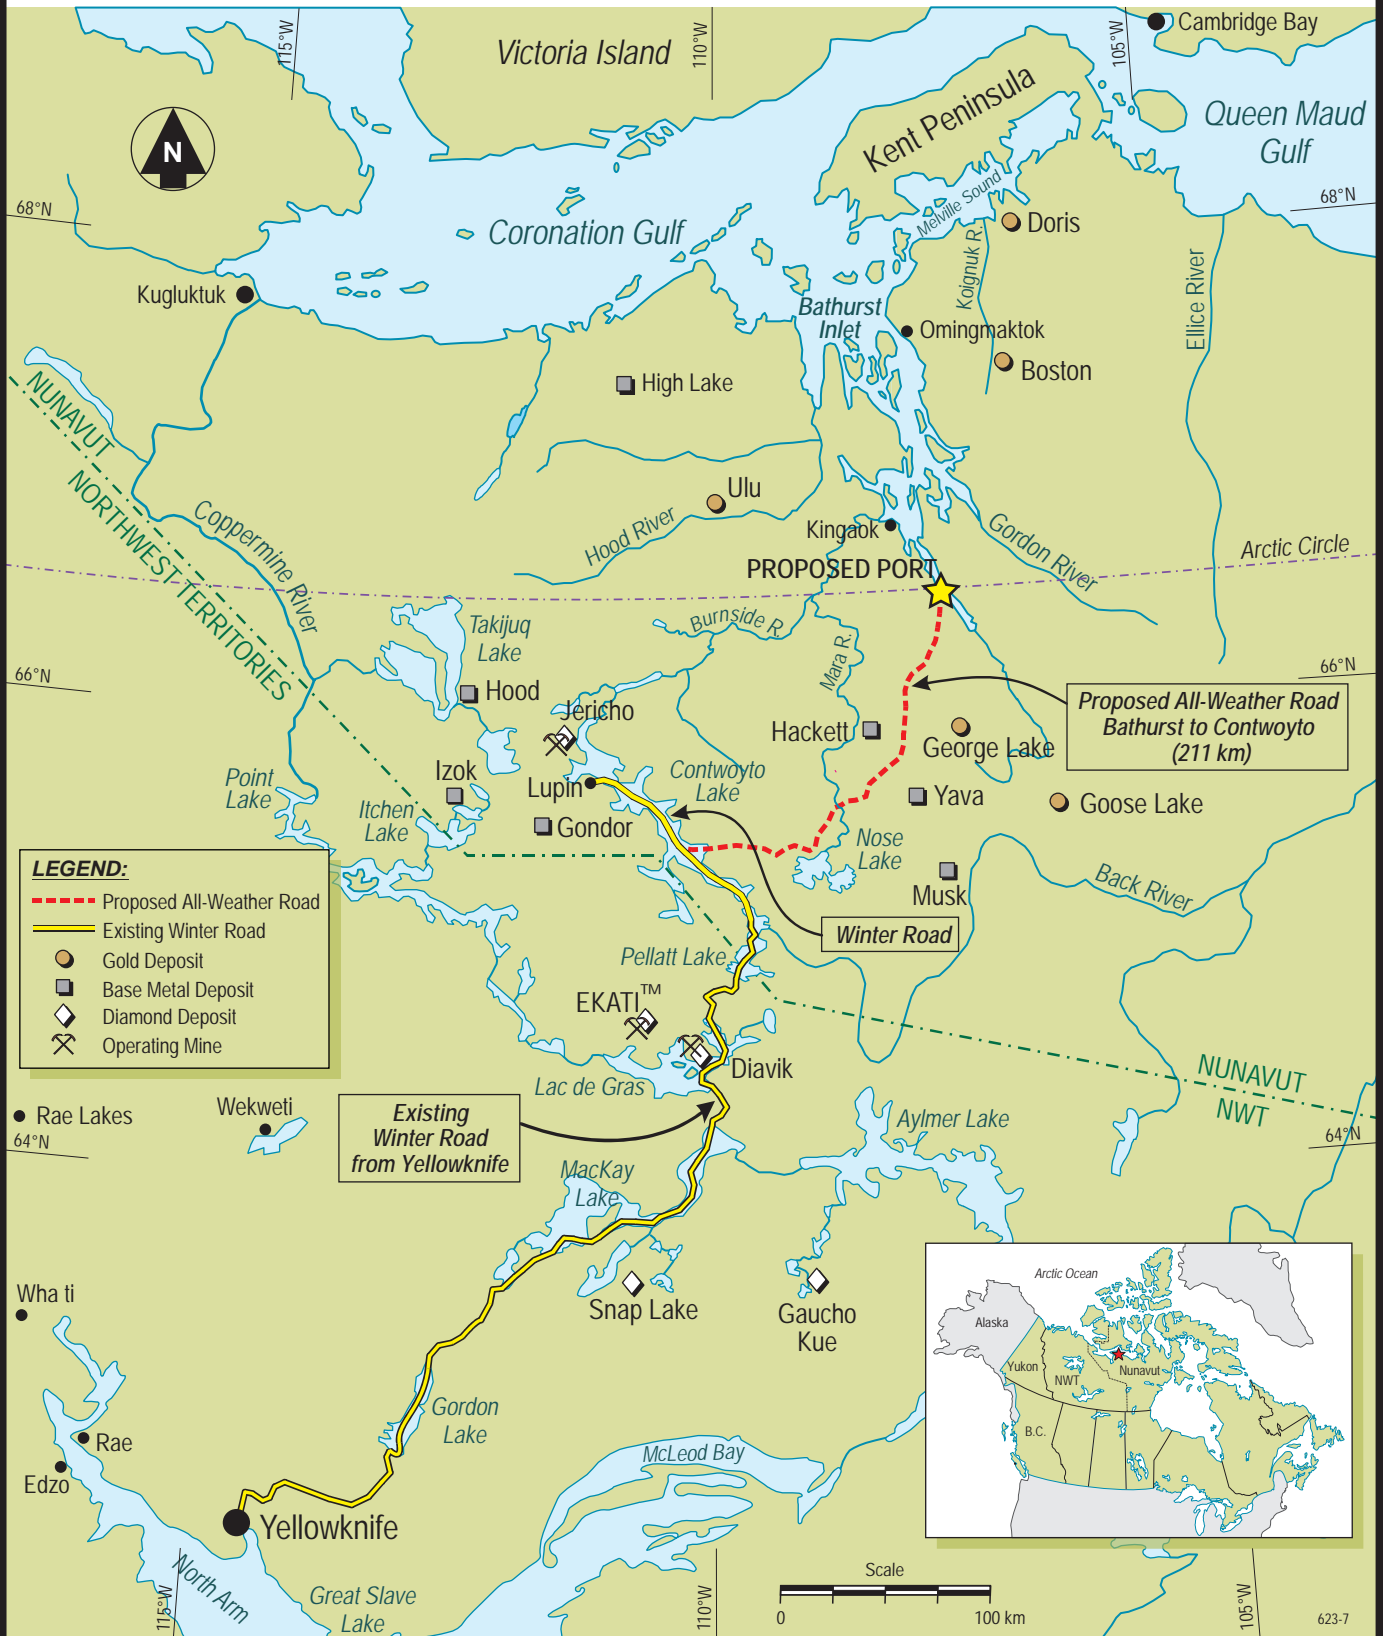 Cambridge Bay
115°W
Victoria Island
110°W
105°W
Queen Maud
Gulf
Kent Peninsula
N
68°N
68°N
Melville Sound
Doris
Coronation Gulf
Koignuk R.
Ellice River
Kugluktuk
Bathurst
Inlet
Omingmaktok
Boston
High Lake
NUNAVUT
NORTHWEST TERRITORIES
Coppermine River
Ulu
Hood River
Kingaok
Gordon River
Arctic Circle
PROPOSED PORT
Takijuq
Lake
Burnside R.
Mara R.
66°N
66°N
Hood
Jericho
Proposed All-Weather Road
Bathurst to Contwoyto
(211 km)
Hackett
George Lake
Point
Lake
Izok
Lupin
Contwoyto
Lake
Yava
Goose Lake
Itchen
Lake
Gondor
Nose
Lake
Musk
Back River
LEGEND:
Proposed All-Weather Road
Existing Winter Road
Gold Deposit
Base Metal Deposit
Diamond Deposit
Operating Mine
Winter Road
Pellatt Lake
EKATI™
Diavik
Lac de Gras
NUNAVUT
NWT
Rae Lakes
Wekweti
64°N
64°N
Existing
Winter Road
from Yellowknife
Aylmer Lake
MacKay
Lake
Snap Lake
Gaucho
Kue
Wha ti
Arctic Ocean
Alaska
Yukon
NWT
Nunavut
B.C.
Gordon
Lake
McLeod Bay
Rae
Edzo
Yellowknife
North Arm
Great Slave
Lake
115°W
110°W
105°W
Scale
0 100 km
623-7